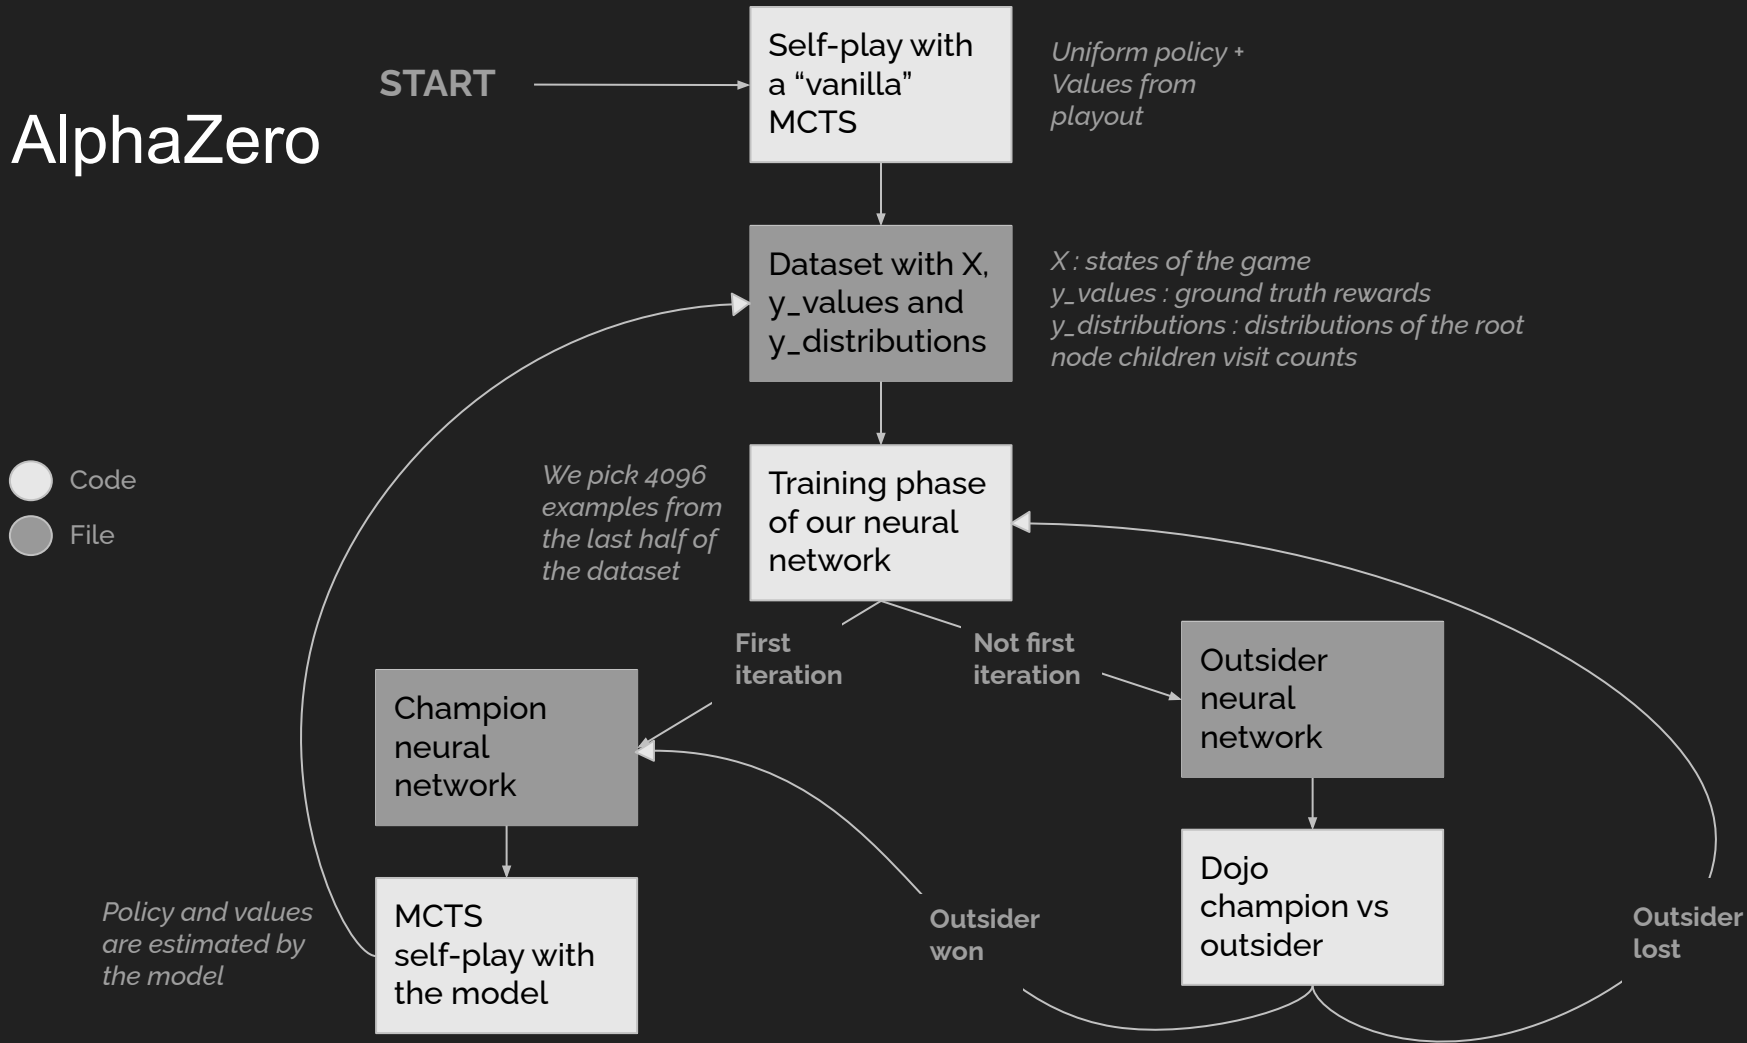 START
AlphaZero
Self-play with
a “vanilla”
MCTS
Uniform policy +
Values from
playout
Dataset with X,
y_values and
y_distributions
X : states of the game
y_values : ground truth rewards
y_distributions : distributions of the root
node children visit counts
Code
File
We pick 4096
examples from
the last half of
the dataset
Training phase
of our neural
network
First
iteration
Not first
iteration
Champion
neural
network
Outsider
neural
network
Policy and values
are estimated by
the model
MCTS
self-play with
the model
Outsider
won
Dojo
champion vs
outsider
Outsider
lost